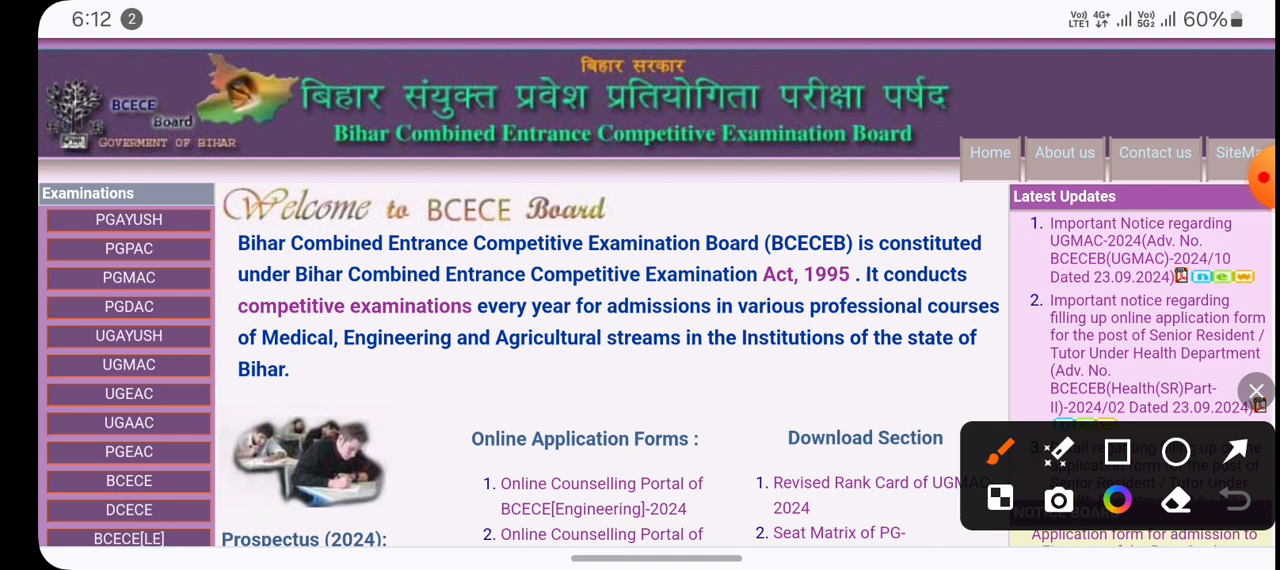 6:12 2
Vo) LTE1 4G+ Vo) 5G2 60%
बिहार सरकार
बिहार संयुक्त प्रवेश प्रतियोगिता परीक्षा पर्षद
Bihar Combined Entrance Competitive Examination Board
BCECE
Board
GOVERMENT OF BIHAR
Home About us Contact us SiteMa
Examinations
PGAYUSH
PGPAC
PGMAC
PGDAC
UGAYUSH
UGMAC
UGEAC
UGAAC
PGEAC
BCECE
DCECE
BCECE[LE]
Welcome to BCECE Board
Bihar Combined Entrance Competitive Examination Board (BCECEB) is constituted
under Bihar Combined Entrance Competitive Examination Act, 1995 . It conducts
competitive examinations every year for admissions in various professional courses
of Medical, Engineering and Agricultural streams in the Institutions of the state of
Bihar.
Prospectus (2024):
Online Application Forms :
1. Online Counselling Portal of
BCECE[Engineering]-2024
2. Online Counselling Portal of
Download Section
1. Revised Rank Card of UGMAC
2024
2. Seat Matrix of PG-
Latest Updates
1. Important Notice regarding
UGMAC-2024(Adv. No.
BCECEB(UGMAC)-2024/10
Dated 23.09.2024) new
2. Important notice regarding
filling up online application form
for the post of Senior Resident /
Tutor Under Health Department
(Adv. No.
BCECEB(Health(SR)Part-
II)-2024/02 Dated 23.09.2024)
Application form for admission to